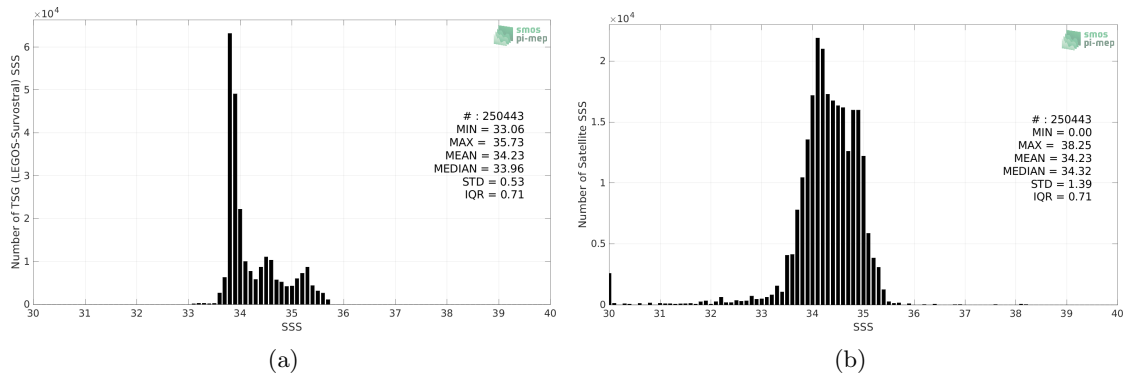 ×10⁴
smos
pi-mep
Number of TSG (LEGOS-Survostral) SSS
6
5
4
3
2
1
0
# : 250443
MIN = 33.06
MAX = 35.73
MEAN = 34.23
MEDIAN = 33.96
STD = 0.53
IQR = 0.71
30 31 32 33 34 35 36 37 38 39 40
SSS
(a)
×10⁴
smos
pi-mep
Number of Satellite SSS
2
1.5
1
0.5
0
# : 250443
MIN = 0.00
MAX = 38.25
MEAN = 34.23
MEDIAN = 34.32
STD = 1.39
IQR = 0.71
30 31 32 33 34 35 36 37 38 39 40
SSS
(b)